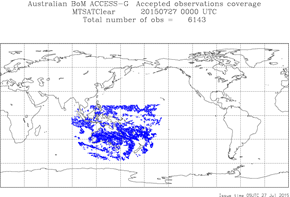 Australian BoM ACCESS-G Accepted observations coverage
MTSATClear 20150727 0000 UTC
Total number of obs = 6143
Issue time 09UTC 27 Jul 2015